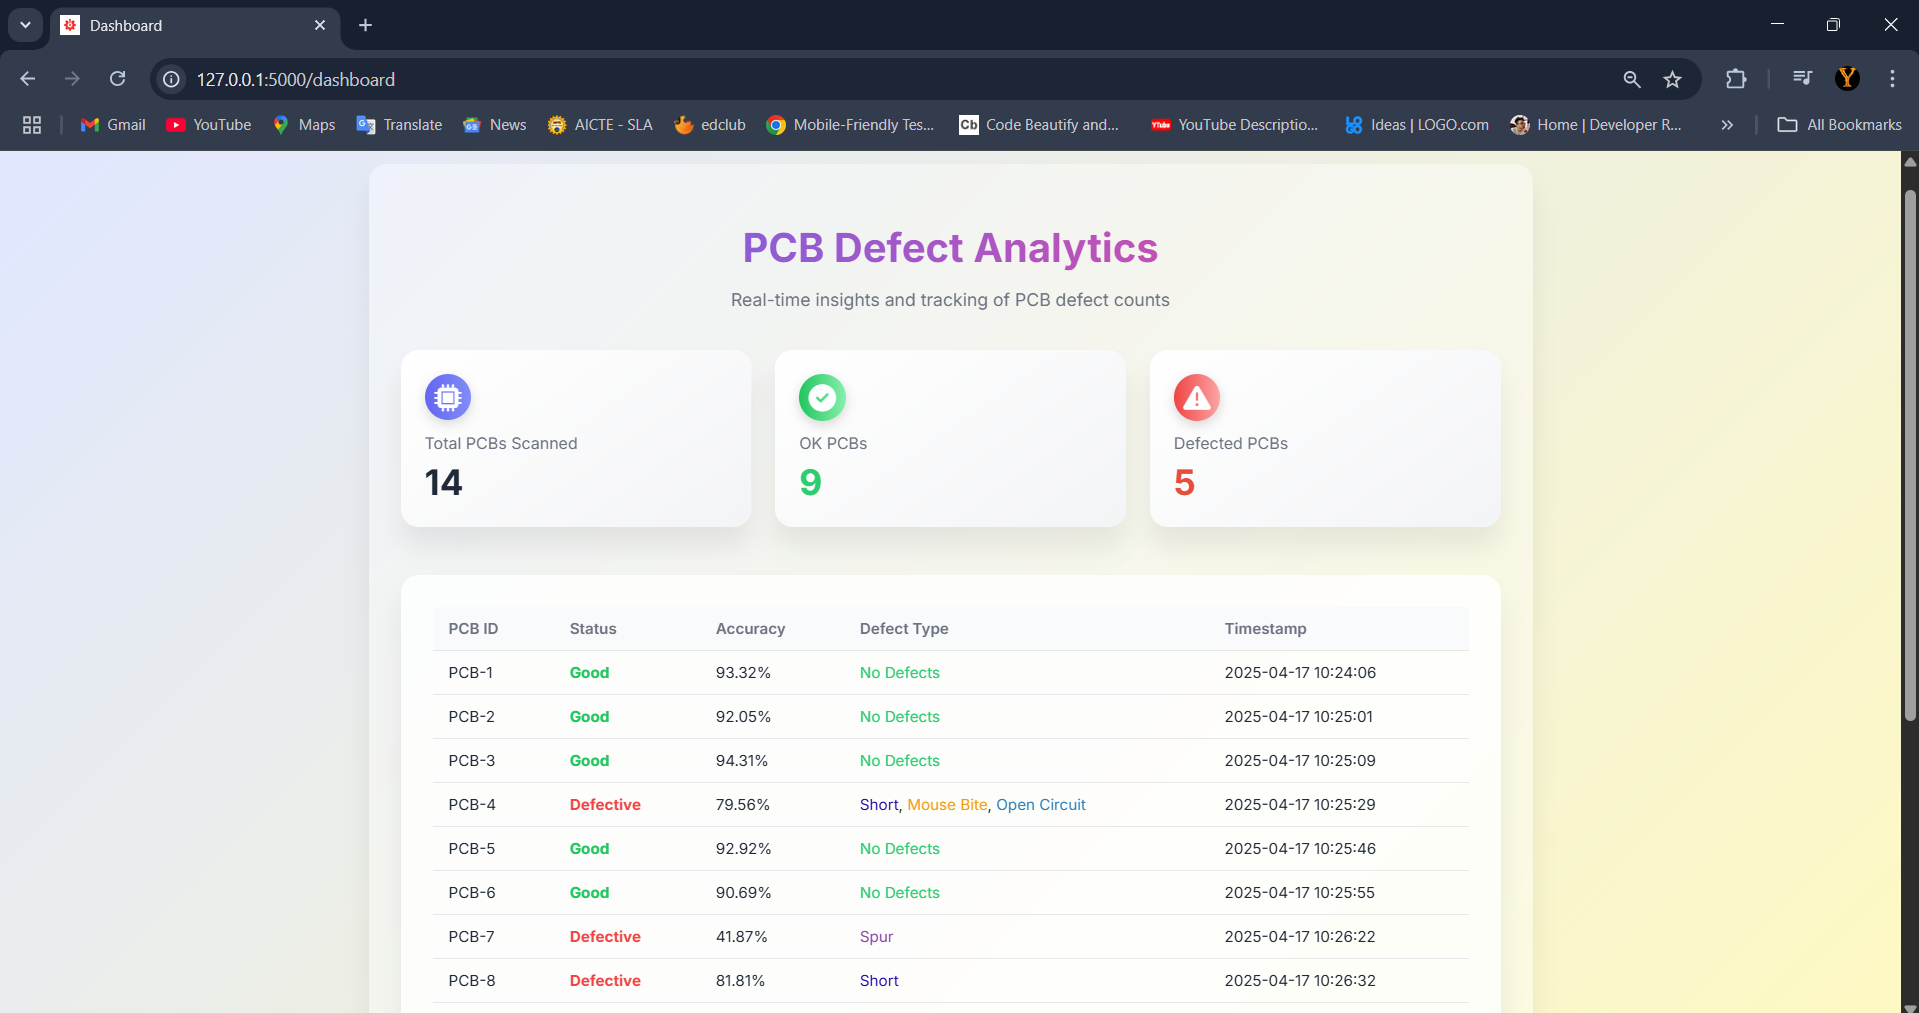 Dashboard
127.0.0.1:5000/dashboard
Gmail YouTube Maps Translate News AICTE - SLA edclub Mobile-Friendly Tes... Cb Code Beautify and... YouTube Descriptio... Ideas | LOGO.com Home | Developer R... All Bookmarks
PCB Defect Analytics
Real-time insights and tracking of PCB defect counts
Total PCBs Scanned
14
OK PCBs
9
Defected PCBs
5
PCB ID Status Accuracy Defect Type Timestamp
PCB-1 Good 93.32% No Defects 2025-04-17 10:24:06
PCB-2 Good 92.05% No Defects 2025-04-17 10:25:01
PCB-3 Good 94.31% No Defects 2025-04-17 10:25:09
PCB-4 Defective 79.56% Short, Mouse Bite, Open Circuit 2025-04-17 10:25:29
PCB-5 Good 92.92% No Defects 2025-04-17 10:25:46
PCB-6 Good 90.69% No Defects 2025-04-17 10:25:55
PCB-7 Defective 41.87% Spur 2025-04-17 10:26:22
PCB-8 Defective 81.81% Short 2025-04-17 10:26:32